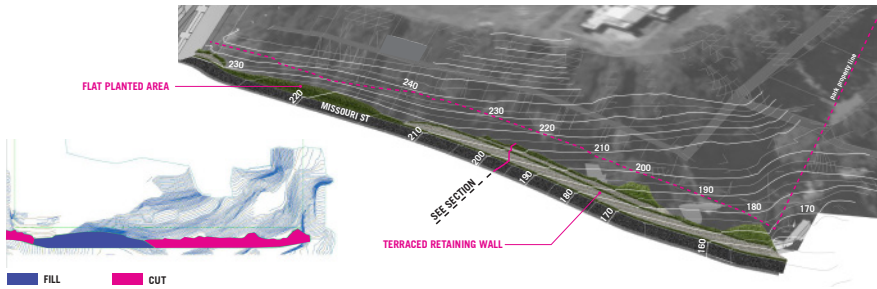 230
240
FLAT PLANTED AREA
220
MISSOURI ST
230
220
park property line
210
210
200
200
190
SEE SECTION
190
180
180
170
170
TERRACED RETAINING WALL
160
FILL
CUT